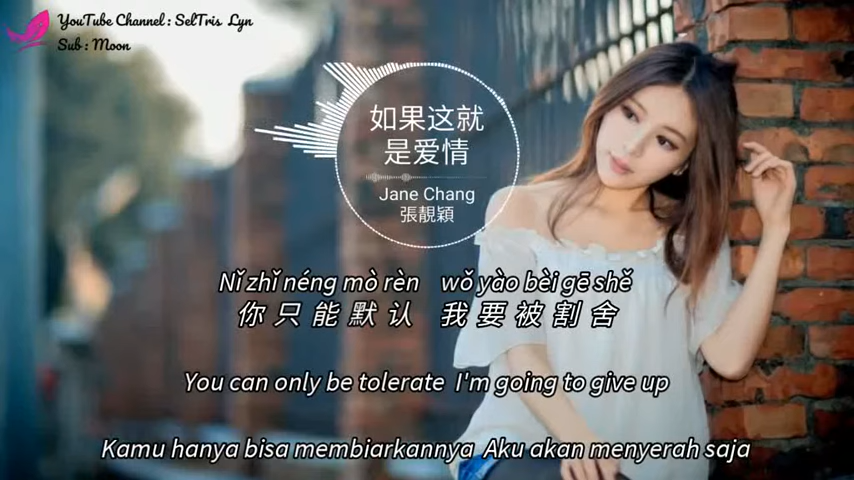 YouTube Channel : SelTris Lyn
Sub : Moon
如果这就
是爱情
Jane Chang
張靚穎
Nǐ zhǐ néng mò rèn wǒ yào bèi gē shě
你只能默认 我要被割舍
You can only be tolerate I'm going to give up
Kamu hanya bisa membiarkannya Aku akan menyerah saja